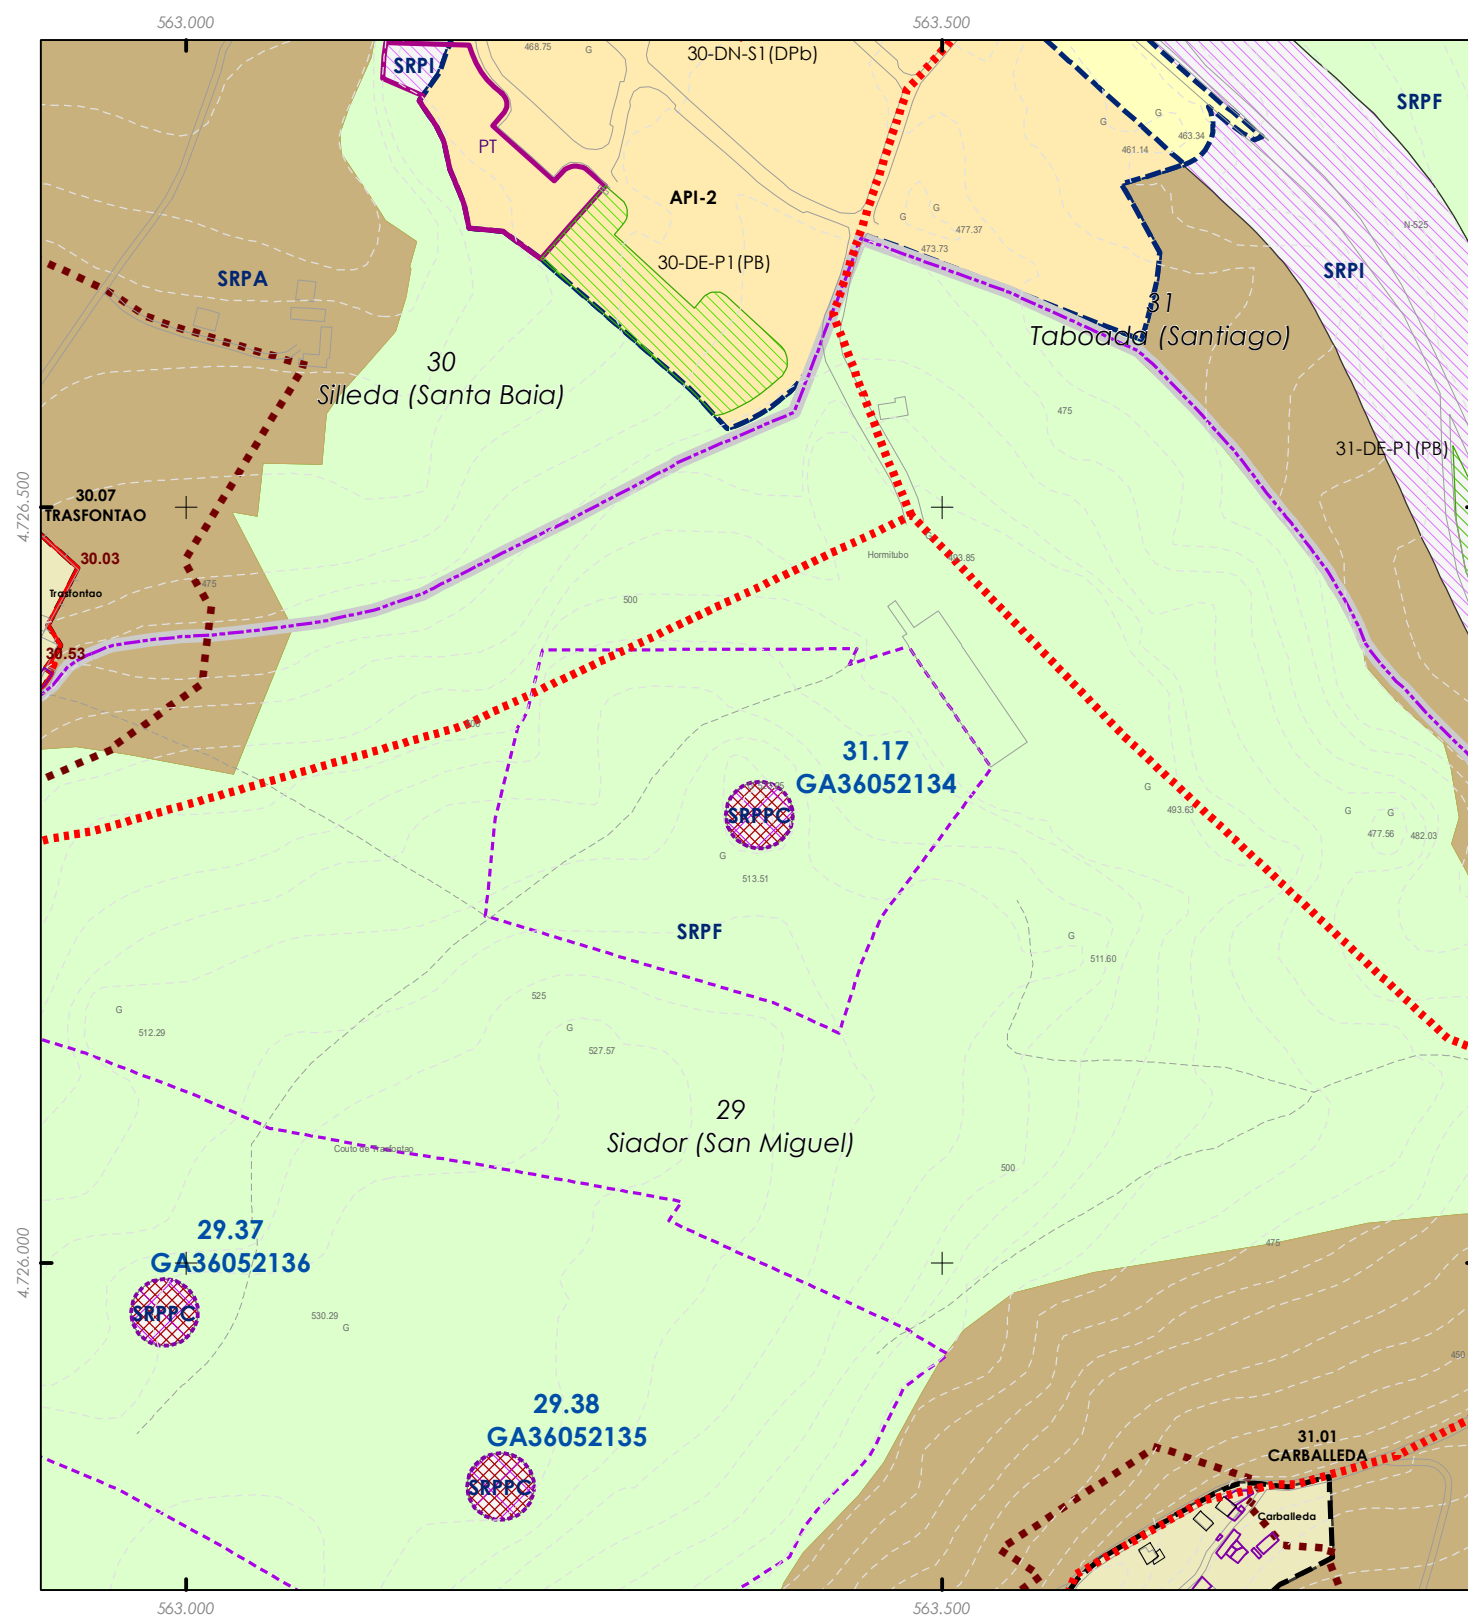 563.000
563.500
468.75
G
30-DN-S1(DPb)
SRPI
SRPF
G
G
463.34
461.14
PT
API-2
G
G
477.37
473.73
N-525
SRPA
30-DE-P1(PB)
SRPI
31
Taboada (Santiago)
30
Silleda (Santa Baia)
475
31-DE-P1(PB)
4.726.500
30.07
TRASFONTAO
30.03
Trasfontao
475
30.53
Hormitubo
G
493.85
500
500
31.17
GA36052134
SRPPC
G
513.51
G
493.63
G
G
477.56
482.03
SRPF
G
511.60
G
512.29
525
G
527.57
29
Siador (San Miguel)
Couto de Trasfontao
500
475
4.726.000
29.37
GA36052136
SRPPC
530.29
G
450
29.38
GA36052135
SRPPC
31.01
CARBALLEDA
Carballeda
563.000
563.500